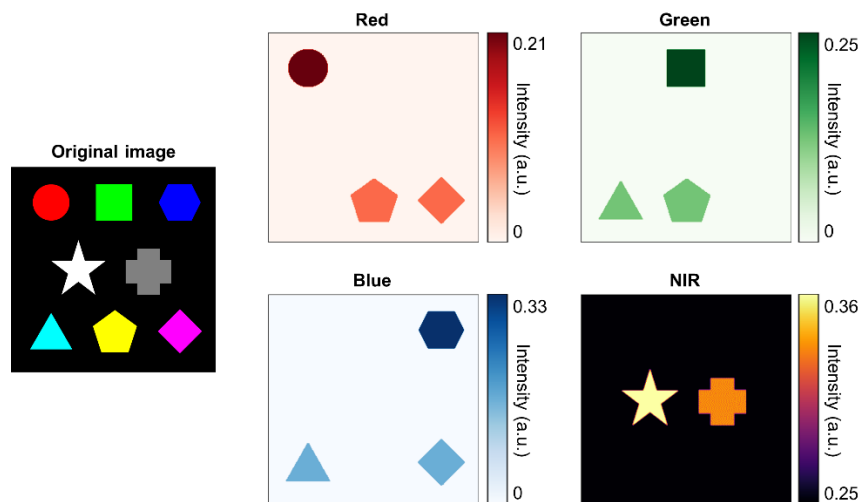 Original image
Red
0.21
Intensity (a.u.)
0
Green
0.25
Intensity (a.u.)
0
Blue
0.33
Intensity (a.u.)
0
NIR
0.36
Intensity (a.u.)
0.25